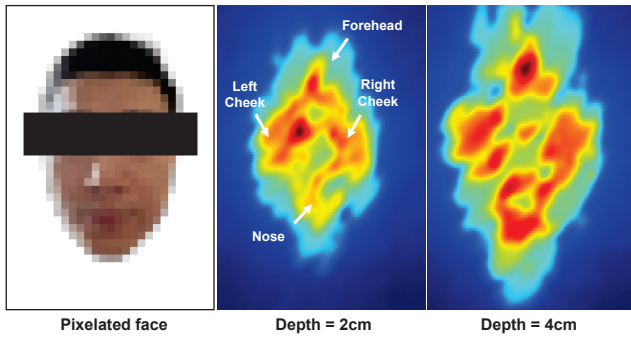 Forehead
Left
Cheek
Right
Cheek
Nose
Pixelated face
Depth = 2cm
Depth = 4cm